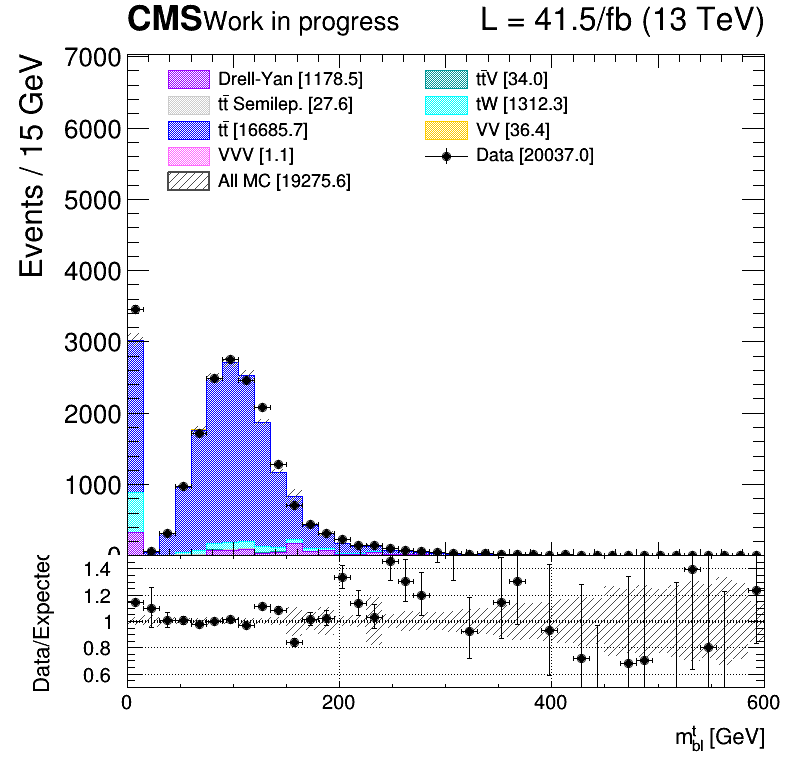 CMS Work in progress L = 41.5/fb (13 TeV)
Events / 15 GeV
7000
6000
5000
4000
3000
2000
1000
0
Drell-Yan [1178.5]
tt̄ Semilep. [27.6]
tt̄ [16685.7]
VVV [1.1]
All MC [19275.6]
tt̄V [34.0]
tW [1312.3]
VV [36.4]
Data [20037.0]
Data/Expected
1.4
1.2
1
0.8
0.6
0 200 400 600
m^t_bl [GeV]